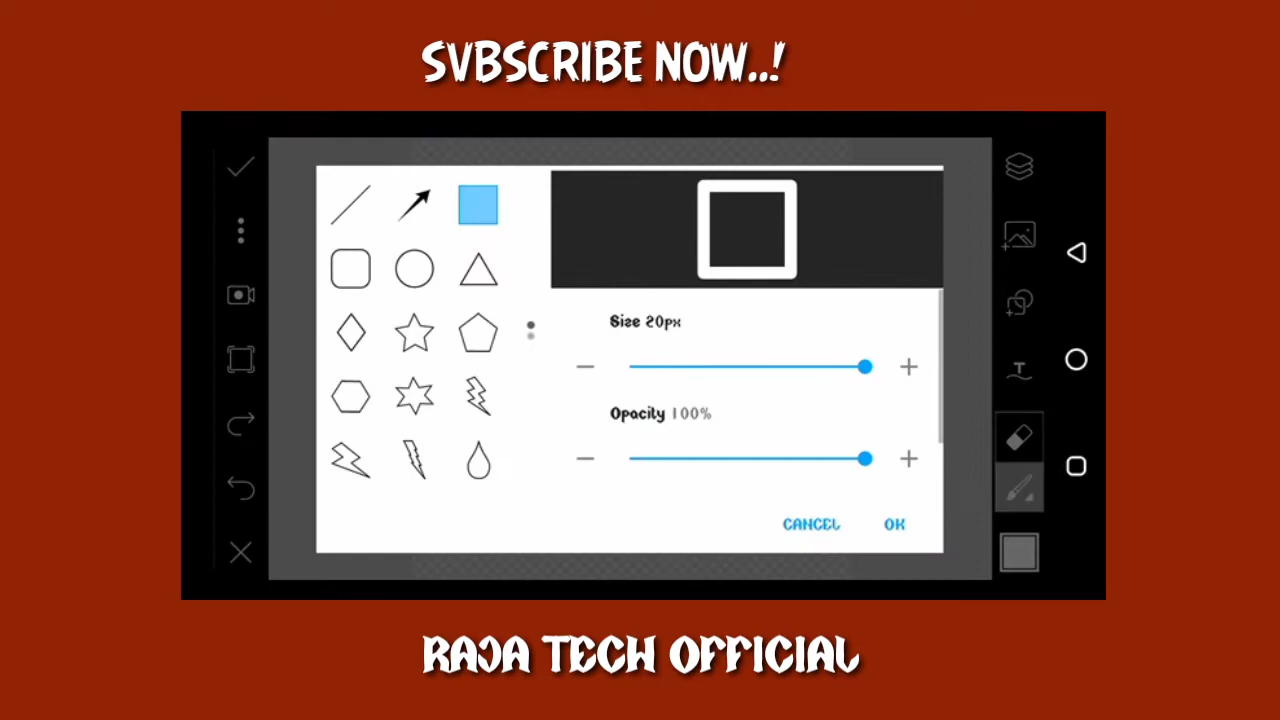 SVBSCRIBE NOW..!
Size 20px
Opacity 100%
CANCEL OK
T
RAJA TECH OFFICIAL